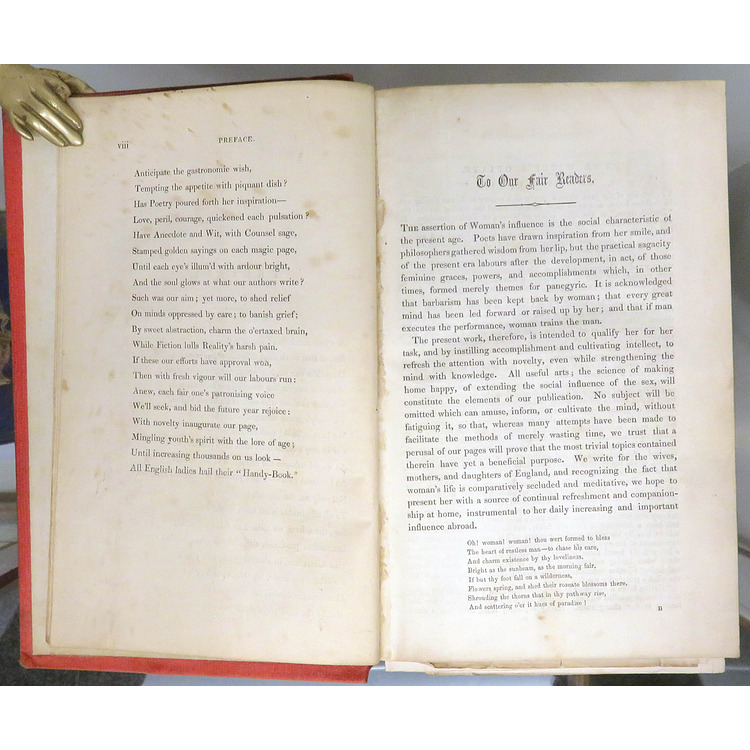 viii
PREFACE.
Anticipate the gastronomic wish,
Tempting the appetite with piquant dish?
Has Poetry poured forth her inspiration—
Love, peril, courage, quickened each pulsation?
Have Anecdote and Wit, with Counsel sage,
Stamped golden sayings on each magic page,
Until each eye's illum'd with ardour bright,
And the soul glows at what our authors write?
Such was our aim; yet more, to shed relief
On minds oppressed by care; to banish grief;
By sweet abstraction, charm the o'ertaxed brain,
While Fiction lulls Reality's harsh pain.
If these our efforts have approval won,
Then with fresh vigour will our labours run;
Anew, each fair one's patronizing voice
We'll seek, and bid the future year rejoice;
With novelty inaugurate our page,
Mingling youth's spirit with the lore of age;
Until increasing thousands on us look—
All English ladies hail their "Handy-Book."
To Our Fair Readers.
THE assertion of Woman's influence is the social characteristic of
the present age. Poets have drawn inspiration from her smile, and
philosophers gathered wisdom from her lip, but the practical sagacity
of the present era labours after the development, in act, of those
feminine graces, powers, and accomplishments which, in other
times, formed merely themes for panegyric. It is acknowledged
that barbarism has been kept back by woman; that every great
mind has been led forward or raised up by her; and that if man
executes the performance, woman trains the man.
The present work, therefore, is intended to qualify her for her
task, and by instilling accomplishment and cultivating intellect, to
refresh the attention with novelty, even while strengthening the
mind with knowledge. All useful arts; the science of making
home happy, of extending the social influence of the sex, will
constitute the elements of our publication. No subject will be
omitted which can amuse, inform, or cultivate the mind, without
fatiguing it, so that, whereas many attempts have been made to
facilitate the methods of merely wasting time, we trust that a
perusal of our pages will prove that the most trivial topics contained
therein have yet a beneficial purpose. We write for the wives,
mothers, and daughters of England, and recognizing the fact that
woman's life is comparatively secluded and meditative, we hope to
present her with a source of continual refreshment and companion-
ship at home, instrumental to her daily increasing and important
influence abroad.
Oh! woman! woman! thou wert formed to bless
The heart of restless man—to chase his care,
And charm existence by thy loveliness.
Bright as the sunbeam, as the morning fair,
If but thy foot fall on a wilderness,
Flowers spring, and shed their roseate blossoms there,
Shrouding the thorns that in thy pathway rise,
And scattering o'er it hues of paradise!
B